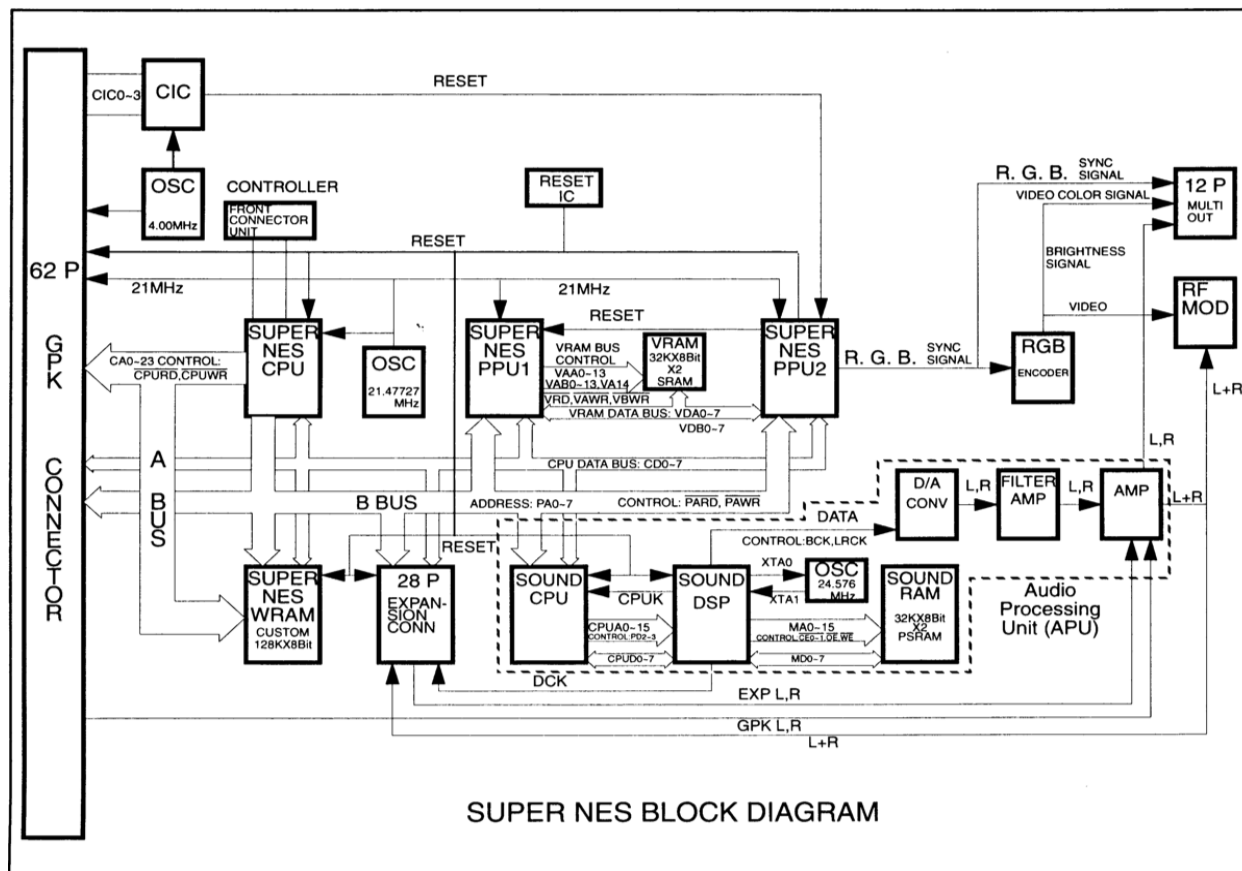 CIC0~3
CIC
RESET
OSC
4.00MHz
CONTROLLER
FRONT
CONNECTOR
UNIT
RESET
IC
R. G. B.
SYNC
SIGNAL
VIDEO COLOR SIGNAL
12 P
MULTI
OUT
RESET
BRIGHTNESS
SIGNAL
62 P
GPK
CONNECTOR
21MHz
21MHz
RF
MOD
VIDEO
SUPER
NES
CPU
SUPER
NES
PPU1
RESET
SUPER
NES
PPU2
CA0~23 CONTROL:
CPURD,CPUWR
OSC
21.47727
MHz
VRAM BUS
CONTROL
VAA0~13
VAB0~13,VA14
VRD,VAWR,VBWR
VRAM
32KX8Bit
X2
SRAM
VRAM DATA BUS: VDA0~7
VDB0~7
R. G. B.
SYNC
SIGNAL
RGB
ENCODER
L+R
L,R
A
BUS
CPU DATA BUS: CD0~7
B BUS
ADDRESS: PA0~7
CONTROL: PARD, PAWR
D/A
CONV
L,R
FILTER
AMP
L,R
AMP
L+R
DATA
CONTROL:BCK,LRCK
RESET
SUPER
NES
WRAM
CUSTOM
128KX8Bit
28 P
EXPAN-
SION
CONN
SOUND
CPU
CPUK
SOUND
DSP
XTA0
XTA1
OSC
24.576
MHz
SOUND
RAM
32KX8Bit
X2
PSRAM
CPUA0~15
CONTROL:PD2~3
CPUD0~7
MA0~15
CONTROL:CE0~1,OE,WE
MD0~7
Audio
Processing
Unit (APU)
DCK
EXP L,R
GPK L,R
L+R
SUPER NES BLOCK DIAGRAM